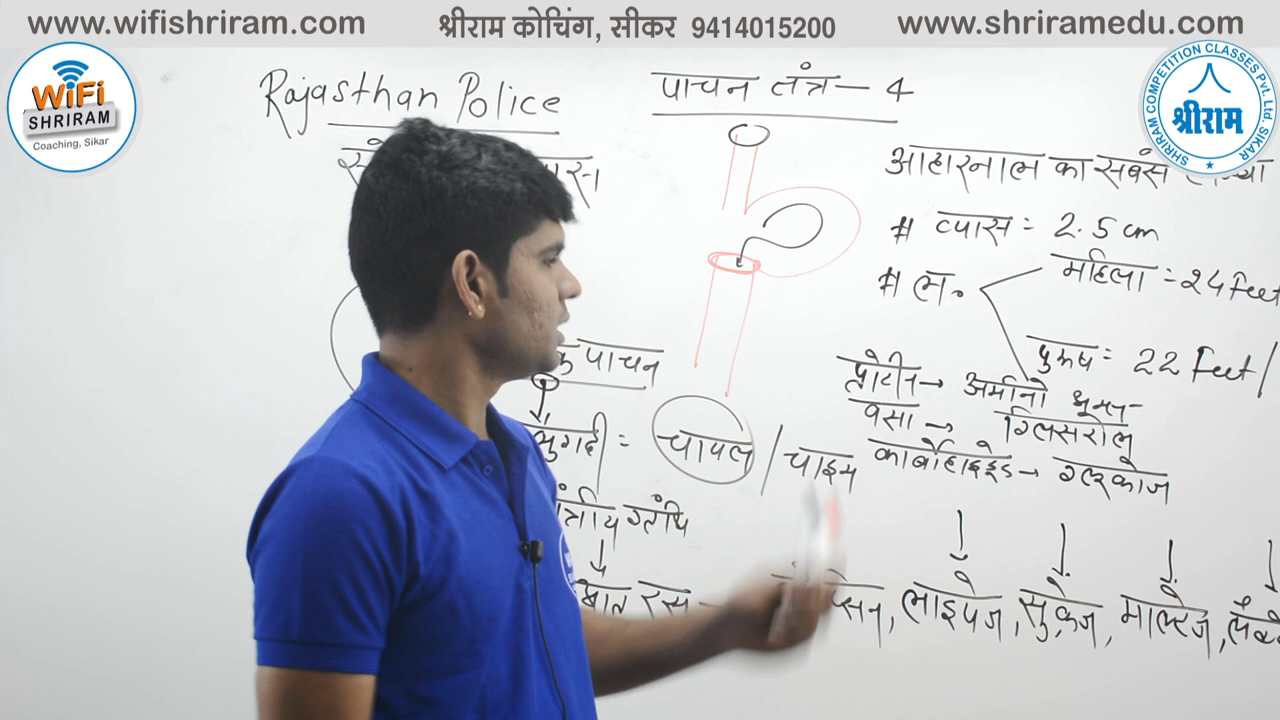 www.wifishriram.com
श्रीराम कोचिंग, सीकर 9414015200
www.shriramedu.com
WiFi
SHRIRAM
Coaching, Sikar
SHRIRAM COMPETITION CLASSES Pvt. Ltd. SIKAR
श्रीराम
Rajasthan Police
पाचन तंत्र - 4
आहारनाल का सबसे
# व्यास = 2.5 cm
# ल.
महिला = 24 Feet
पुरुष = 22 Feet
पाचन
प्रोटीन → अमीनो अम्ल
वसा → ग्लिसरोल
कार्बोहाइड्रेड → ग्लूकोज
लुगदी = चापल / चाइम
ग्रंथि
रस
लाइपेज, सुक्रेज, माल्टेज,